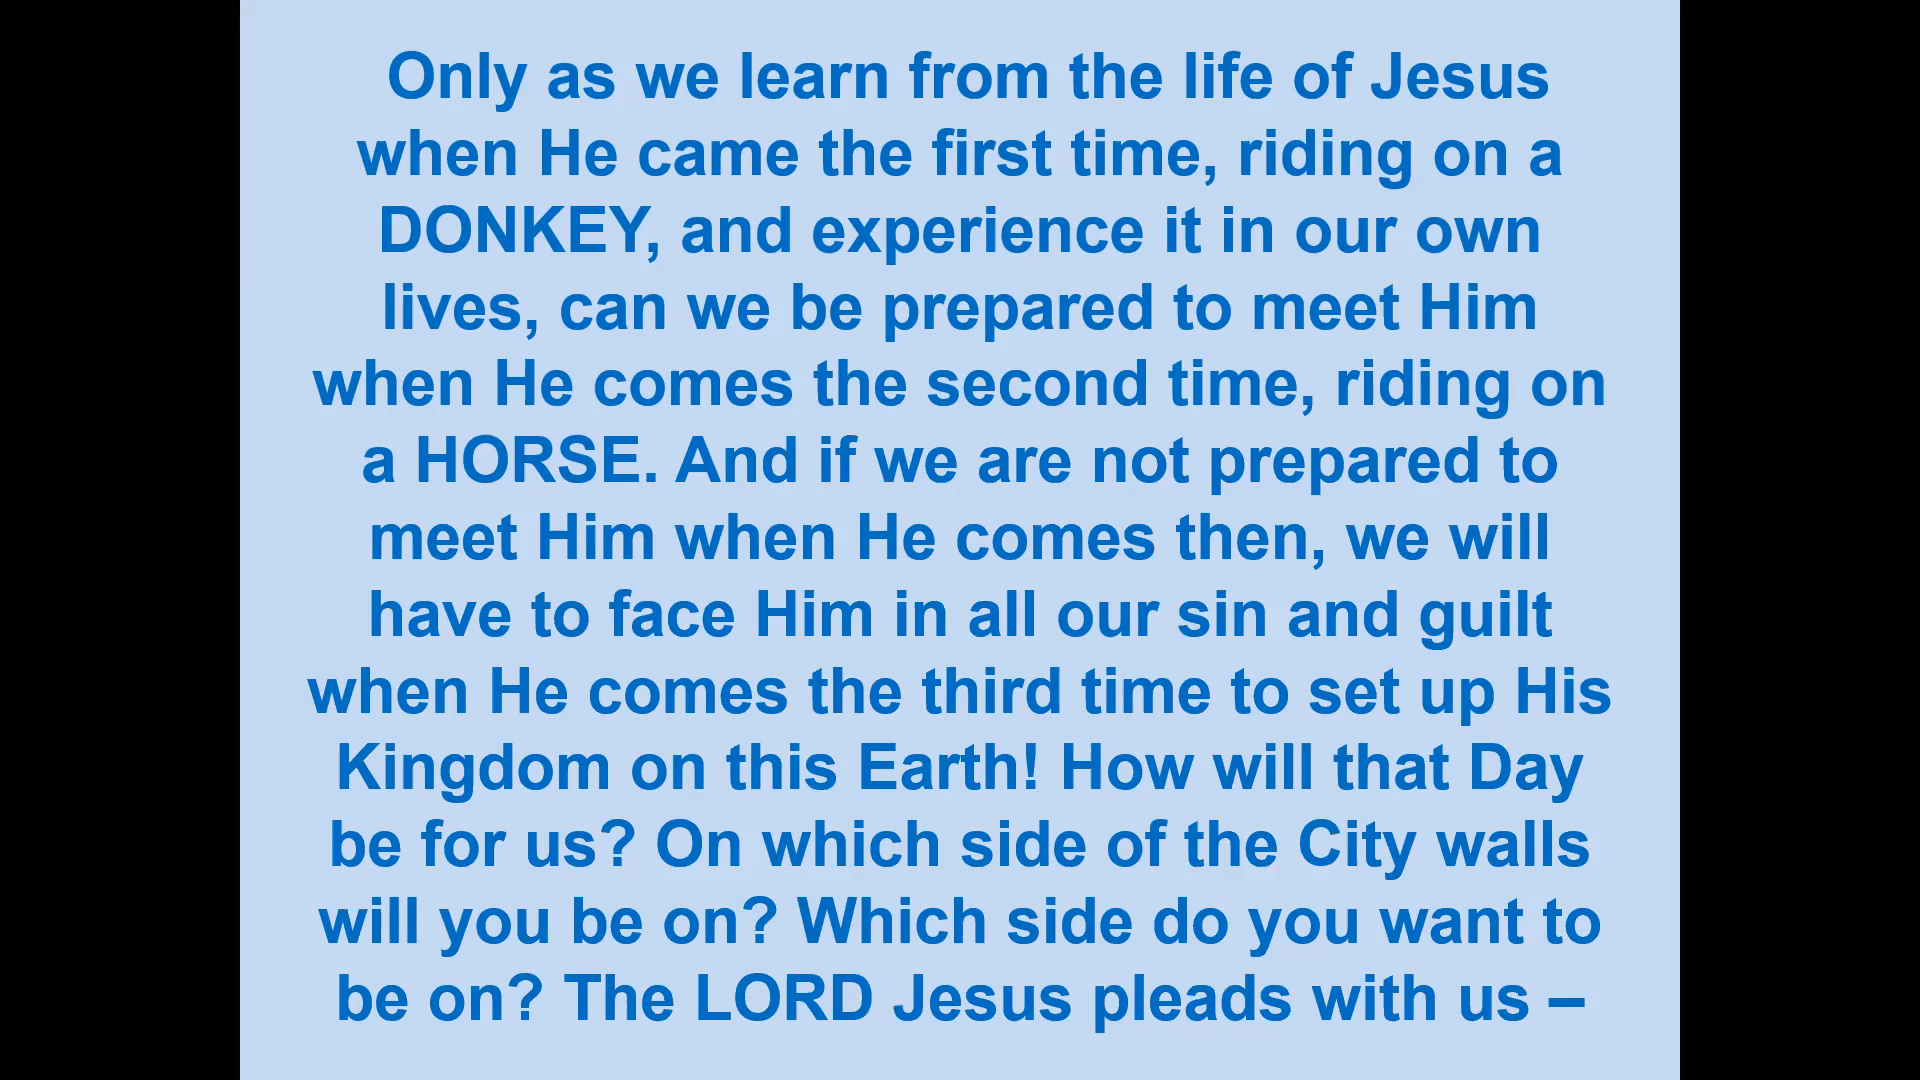 Only as we learn from the life of Jesus
when He came the first time, riding on a
DONKEY, and experience it in our own
lives, can we be prepared to meet Him
when He comes the second time, riding on
a HORSE. And if we are not prepared to
meet Him when He comes then, we will
have to face Him in all our sin and guilt
when He comes the third time to set up His
Kingdom on this Earth! How will that Day
be for us? On which side of the City walls
will you be on? Which side do you want to
be on? The LORD Jesus pleads with us –